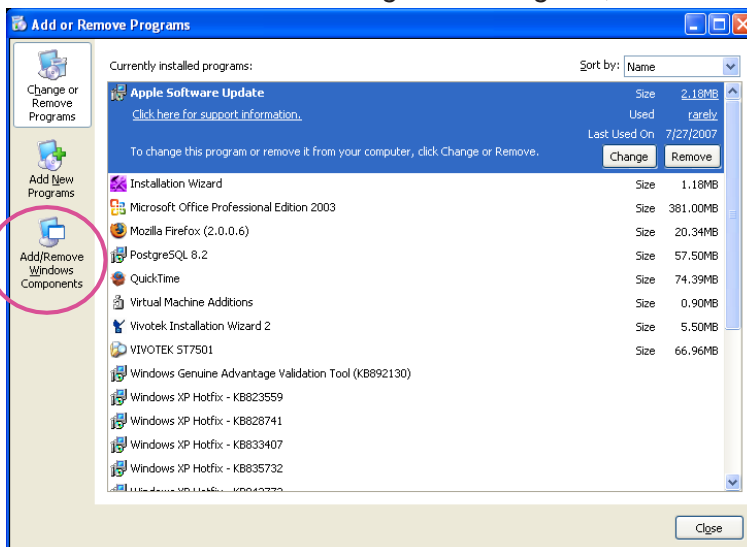 Add or Remove Programs
Change or
Remove
Programs
Add New
Programs
Add/Remove
Windows
Components
Currently installed programs:
Sort by: Name
Apple Software Update Size 2.18MB
Click here for support information. Used rarely
Last Used On 7/27/2007
To change this program or remove it from your computer, click Change or Remove. Change Remove
Installation Wizard Size 1.18MB
Microsoft Office Professional Edition 2003 Size 381.00MB
Mozilla Firefox (2.0.0.6) Size 20.34MB
PostgreSQL 8.2 Size 57.50MB
QuickTime Size 74.39MB
Virtual Machine Additions Size 0.90MB
Vivotek Installation Wizard 2 Size 5.50MB
VIVOTEK ST7501 Size 66.96MB
Windows Genuine Advantage Validation Tool (KB892130)
Windows XP Hotfix - KB823559
Windows XP Hotfix - KB828741
Windows XP Hotfix - KB833407
Windows XP Hotfix - KB835732
Close